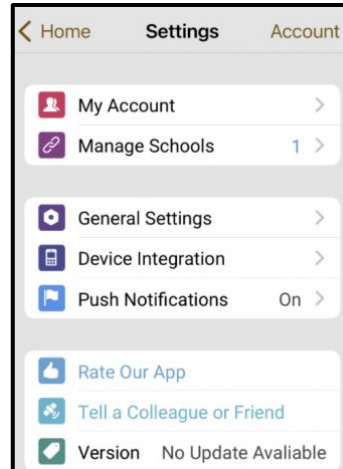 Home Settings Account
My Account
Manage Schools 1
General Settings
Device Integration
Push Notifications On
Rate Our App
Tell a Colleague or Friend
Version No Update Avaliable